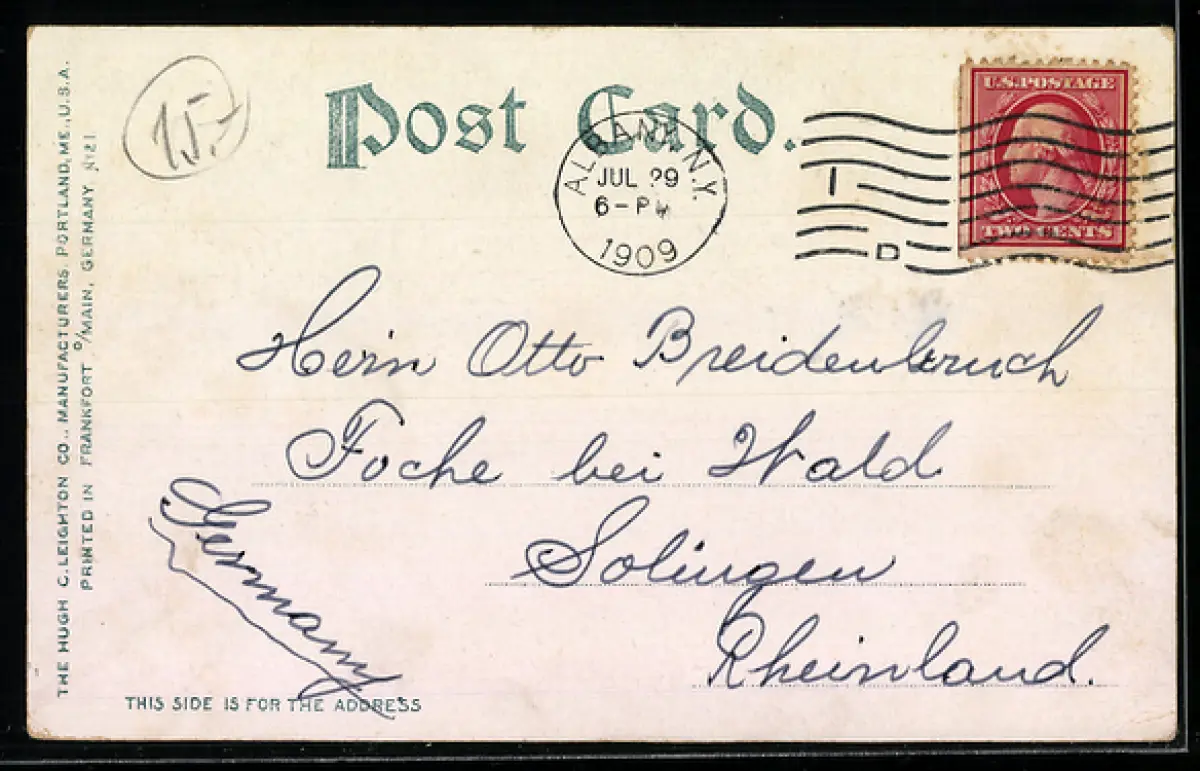 THE HUGH C. LEIGHTON CO., MANUFACTURERS, PORTLAND, ME., U.S.A.
PRINTED IN FRANKFORT O/MAIN, GERMANY
15.-
Post Card.
ALBANY, N.Y.
JUL 29
6-PM
1909
1
D
U.S. POSTAGE
TWO CENTS
Herrn Otto Breidenbruch
Foche bei Wald
Solingen
Rheinland.
Germany
THIS SIDE IS FOR THE ADDRESS